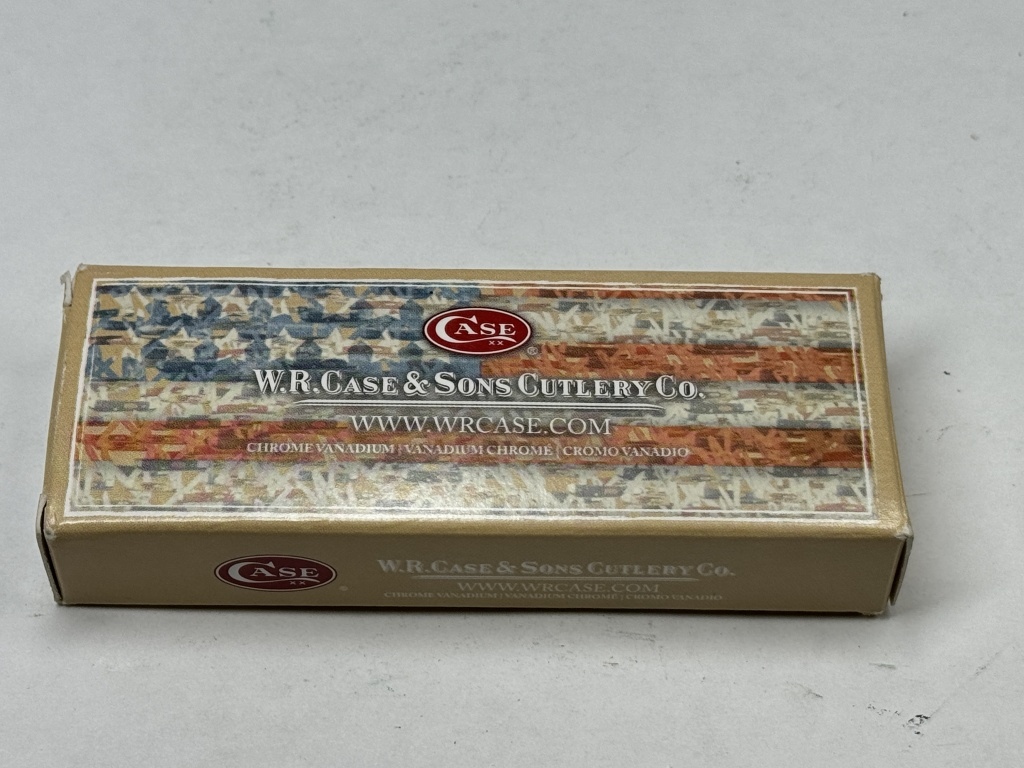 CASE
XX
®
W.R. CASE & SONS CUTLERY CO.
WWW.WRCASE.COM
CHROME VANADIUM | VANADIUM CHROME | CROMO VANADIO
CASE
XX
W.R. CASE & SONS CUTLERY CO.
WWW.WRCASE.COM
CHROME VANADIUM | VANADIUM CHROME | CROMO VANADIO